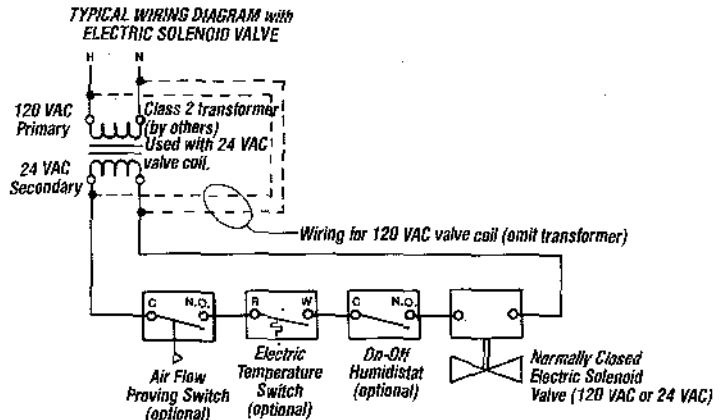 TYPICAL WIRING DIAGRAM with
ELECTRIC SOLENOID VALVE
H N
120 VAC
Primary
Class 2 transformer
(by others)
Used with 24 VAC
valve coil.
24 VAC
Secondary
Wiring for 120 VAC valve coil (omit transformer)
C N.O.
R W
C N.O.
Air Flow
Proving Switch
(optional)
Electric
Temperature
Switch
(optional)
On-Off
Humidistat
(optional)
Normally Closed
Electric Solenoid
Valve (120 VAC or 24 VAC)